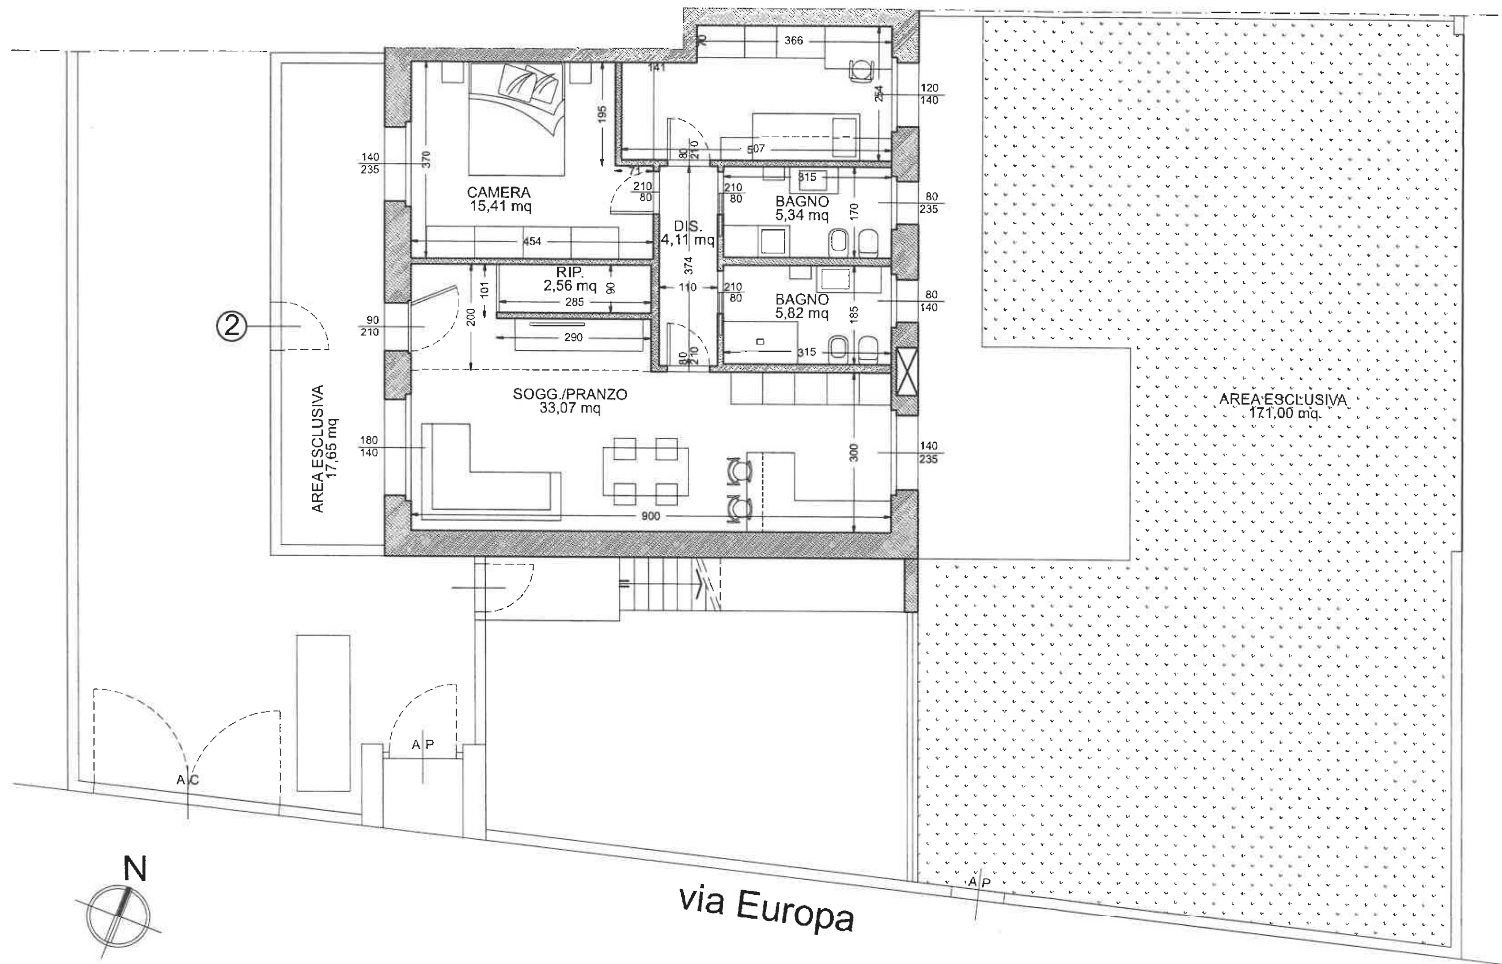 366
70
141
254
120
140
195
370
507
80
210
140
235
71
210
80
CAMERA
15,41 mq
454
210
80
315
BAGNO
5,34 mq
170
80
235
DIS.
4,11 mq
374
110
RIP.
2,56 mq
285
90
101
200
290
210
80
BAGNO
5,82 mq
185
315
80
140
80
210
2
90
210
SOGG./PRANZO
33,07 mq
AREA ESCLUSIVA
17,65 mq
180
140
300
140
235
900
AREA ESCLUSIVA
171,00 mq
A P
A C
A P
N
via Europa